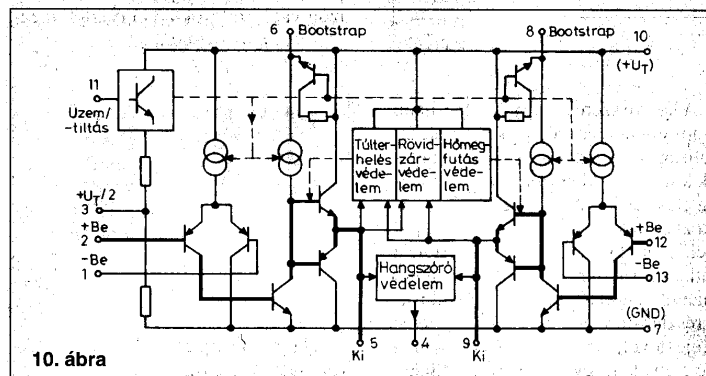 6 Bootstrap
8 Bootstrap
10
(+U_T)
11
Üzem/
-tiltás
Túlter-
helés
védelem
Rövid-
zár-
védelem
Hőmeg-
futás
védelem
+U_T/2
3
+Be
2
-Be
1
+Be
12
-Be
13
Hangszóró
védelem
(GND)
7
Ki 5
4
9 Ki
10. ábra